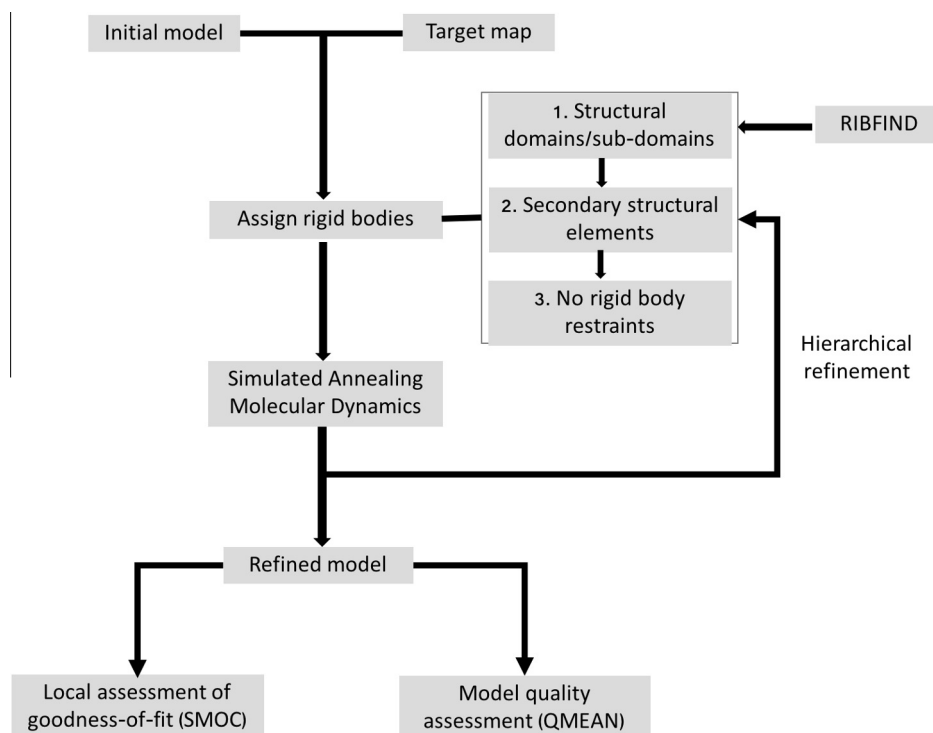 Initial model
Target map
1. Structural
domains/sub-domains
RIBFIND
Assign rigid bodies
2. Secondary structural
elements
3. No rigid body
restraints
Hierarchical
refinement
Simulated Annealing
Molecular Dynamics
Refined model
Local assessment of
goodness-of-fit (SMOC)
Model quality
assessment (QMEAN)